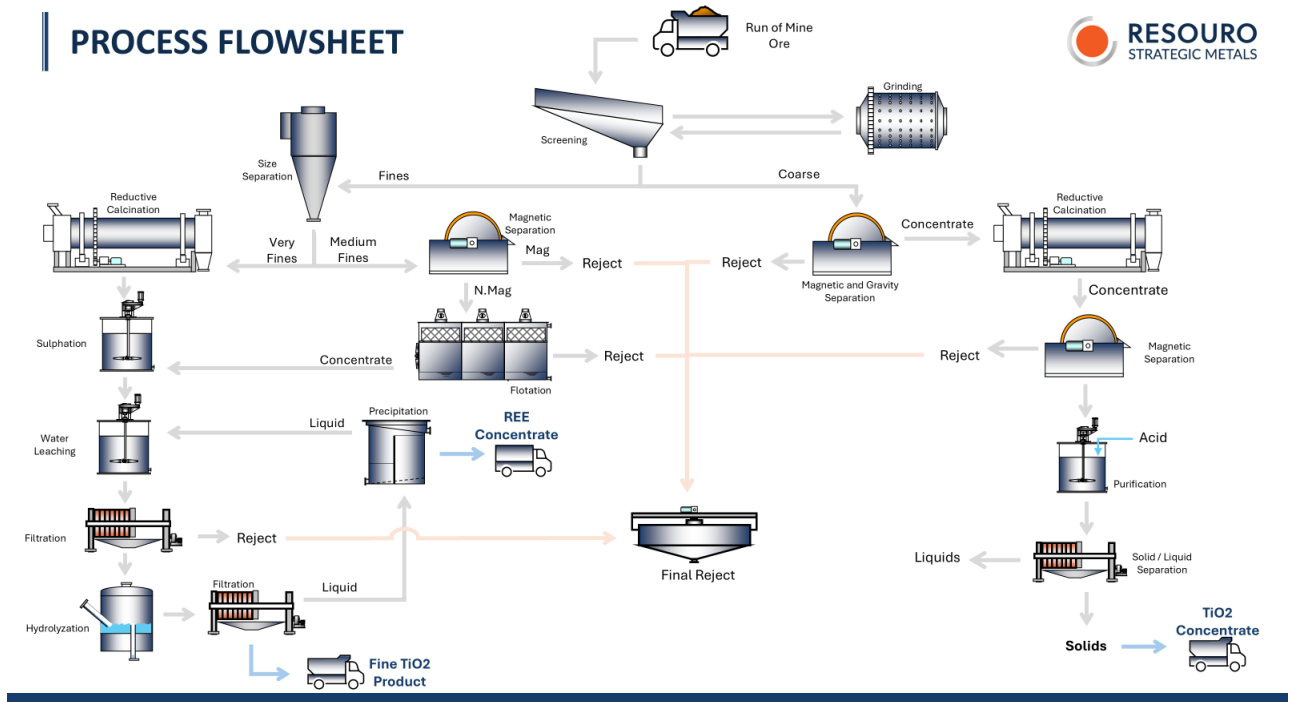 PROCESS FLOWSHEET
Run of Mine
Ore
RESOURO
STRATEGIC METALS
Grinding
Screening
Size
Separation
Fines
Coarse
Reductive
Calcination
Magnetic
Separation
Concentrate
Reductive
Calcination
Very
Fines
Medium
Fines
Mag
Reject
Reject
Magnetic and Gravity
Separation
N.Mag
Concentrate
Sulphation
Concentrate
Reject
Flotation
Reject
Magnetic
Separation
Precipitation
REE
Concentrate
Liquid
Water
Leaching
Acid
Purification
Filtration
Reject
Final Reject
Liquids
Solid / Liquid
Separation
Filtration
Liquid
Hydrolyzation
Solids
TiO2
Concentrate
Fine TiO2
Product